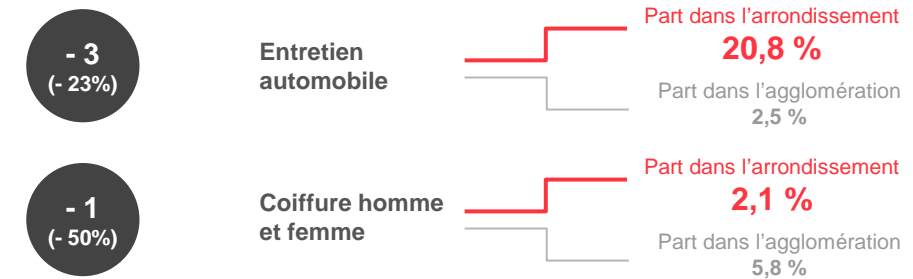 - 3
(- 23%)
Entretien
automobile
Part dans l'arrondissement
20,8 %
Part dans l'agglomération
2,5 %
- 1
(- 50%)
Coiffure homme
et femme
Part dans l'arrondissement
2,1 %
Part dans l'agglomération
5,8 %